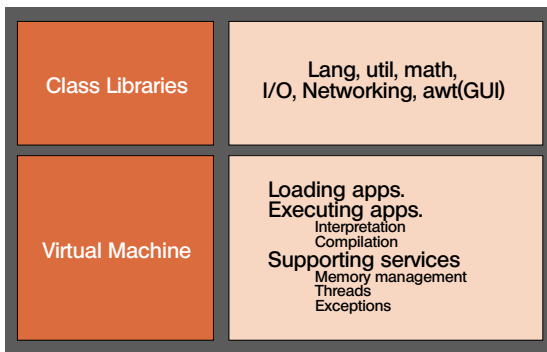 Class Libraries
Lang, util, math,
I/O, Networking, awt(GUI)
Virtual Machine
Loading apps.
Executing apps.
Interpretation
Compilation
Supporting services
Memory management
Threads
Exceptions